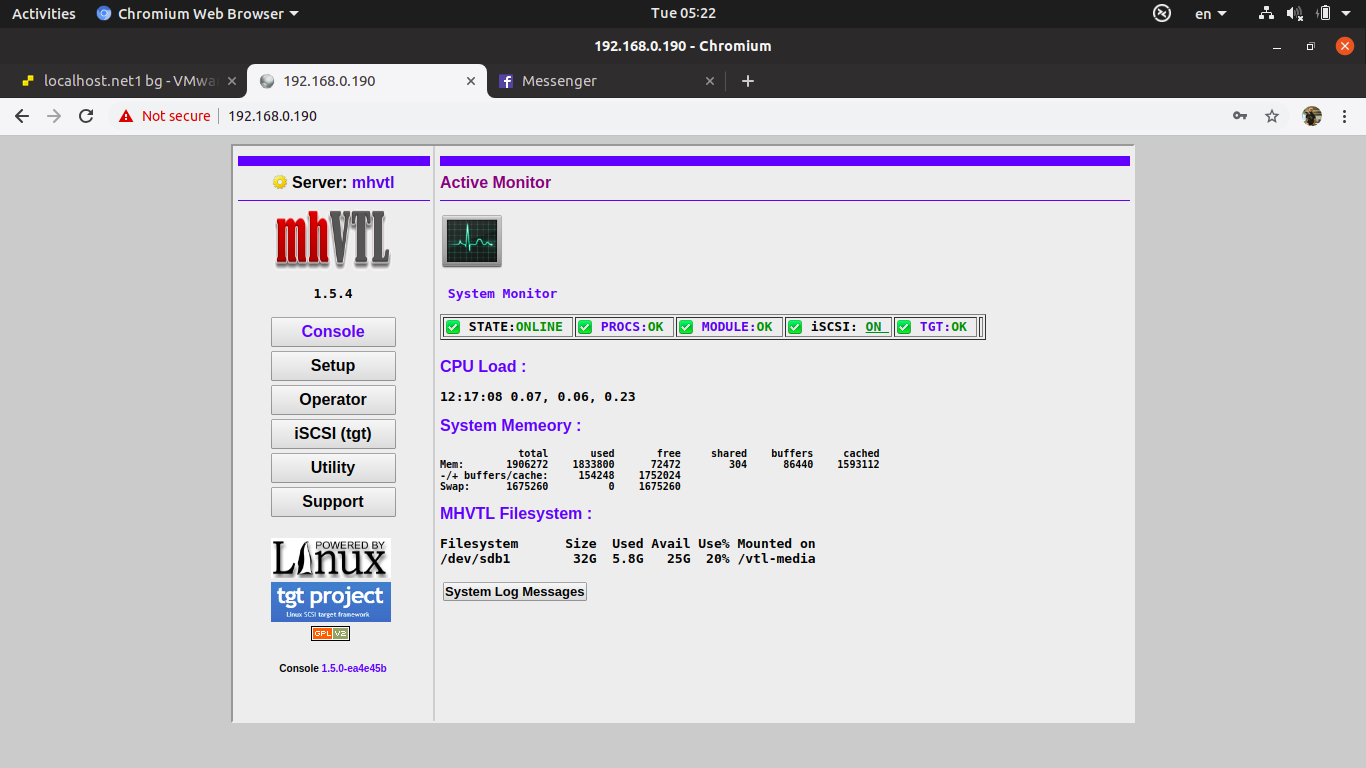 Activities Chromium Web Browser Tue 05:22 en
192.168.0.190 - Chromium
localhost.net1 bg - VMwa 192.168.0.190 Messenger
Not secure 192.168.0.190
Server: mhvtl
mhVTL
1.5.4
Console
Setup
Operator
iSCSI (tgt)
Utility
Support
POWERED BY
Linux
tgt project
Linux SCSI target framework
GPL V2
Console 1.5.0-ea4e45b
Active Monitor
System Monitor
STATE:ONLINE PROCS:OK MODULE:OK iSCSI: ON TGT:OK
CPU Load :
12:17:08 0.07, 0.06, 0.23
System Memeory :
total used free shared buffers cached
Mem: 1906272 1833800 72472 304 86440 1593112
-/+ buffers/cache: 154248 1752024
Swap: 1675260 0 1675260
MHVTL Filesystem :
Filesystem Size Used Avail Use% Mounted on
/dev/sdb1 32G 5.8G 25G 20% /vtl-media
System Log Messages